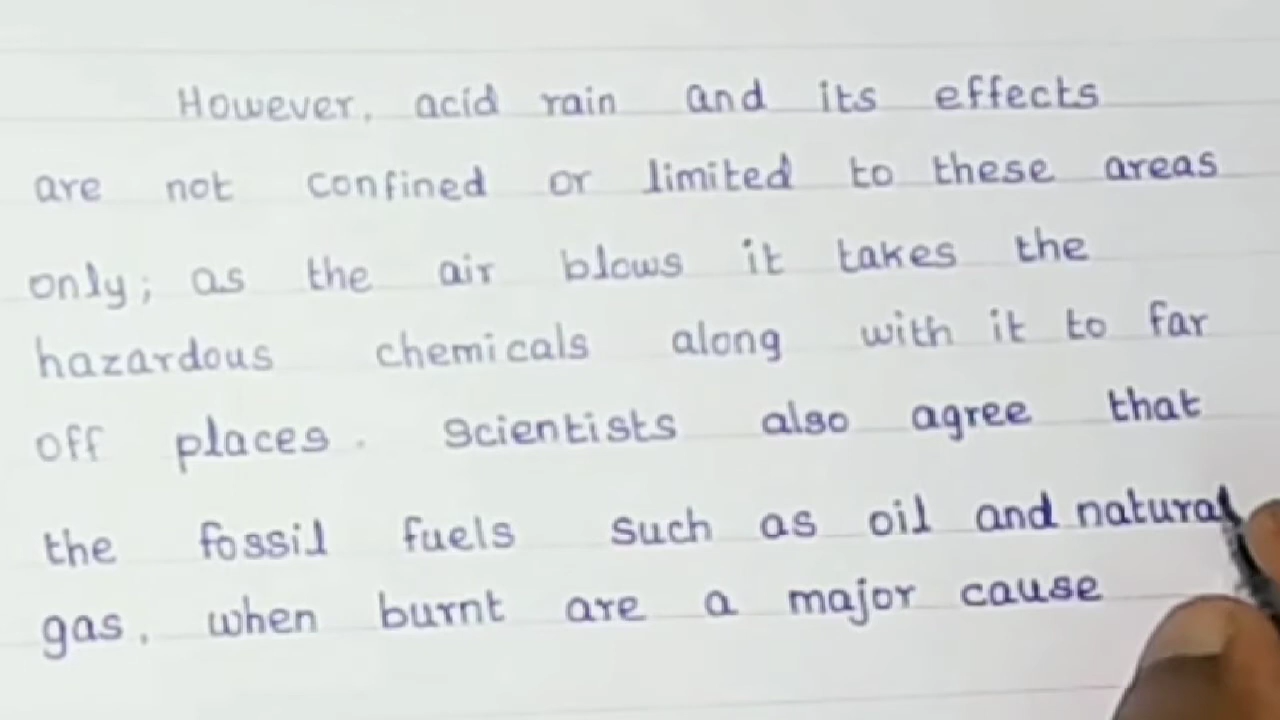 However, acid rain and its effects
are not confined or limited to these areas
only; as the air blows it takes the
hazardous chemicals along with it to far
off places. Scientists also agree that
the fossil fuels such as oil and natural
gas, when burnt are a major cause